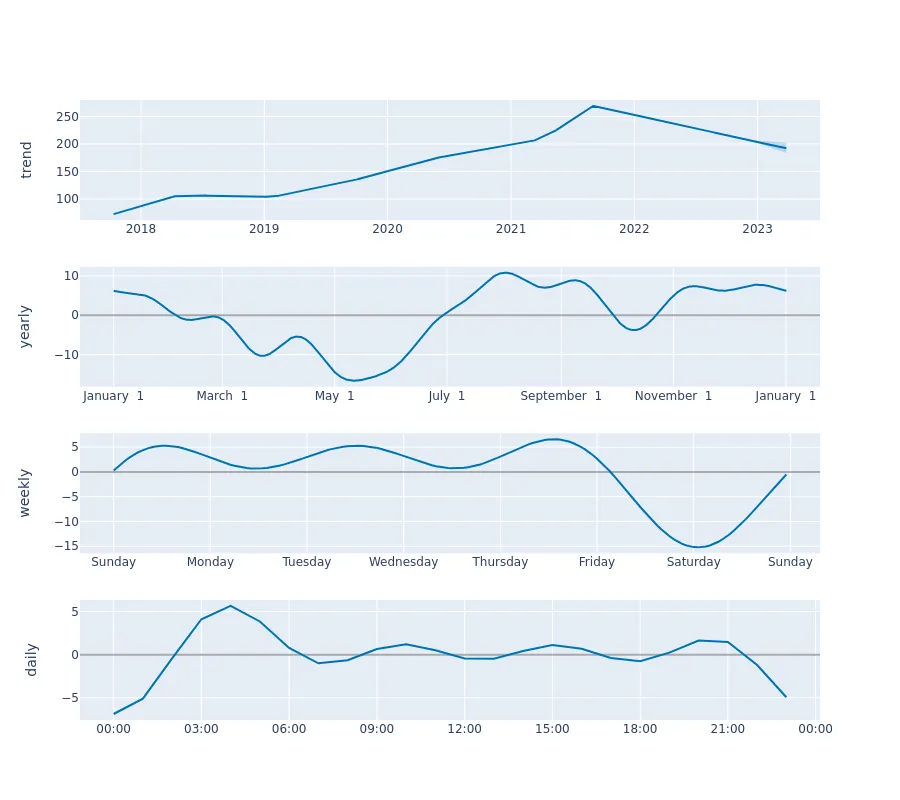 250
200
150
100
trend
2018 2019 2020 2021 2022 2023
10
0
−10
yearly
January 1 March 1 May 1 July 1 September 1 November 1 January 1
5
0
−5
−10
−15
weekly
Sunday Monday Tuesday Wednesday Thursday Friday Saturday Sunday
5
0
−5
daily
00:00 03:00 06:00 09:00 12:00 15:00 18:00 21:00 00:00